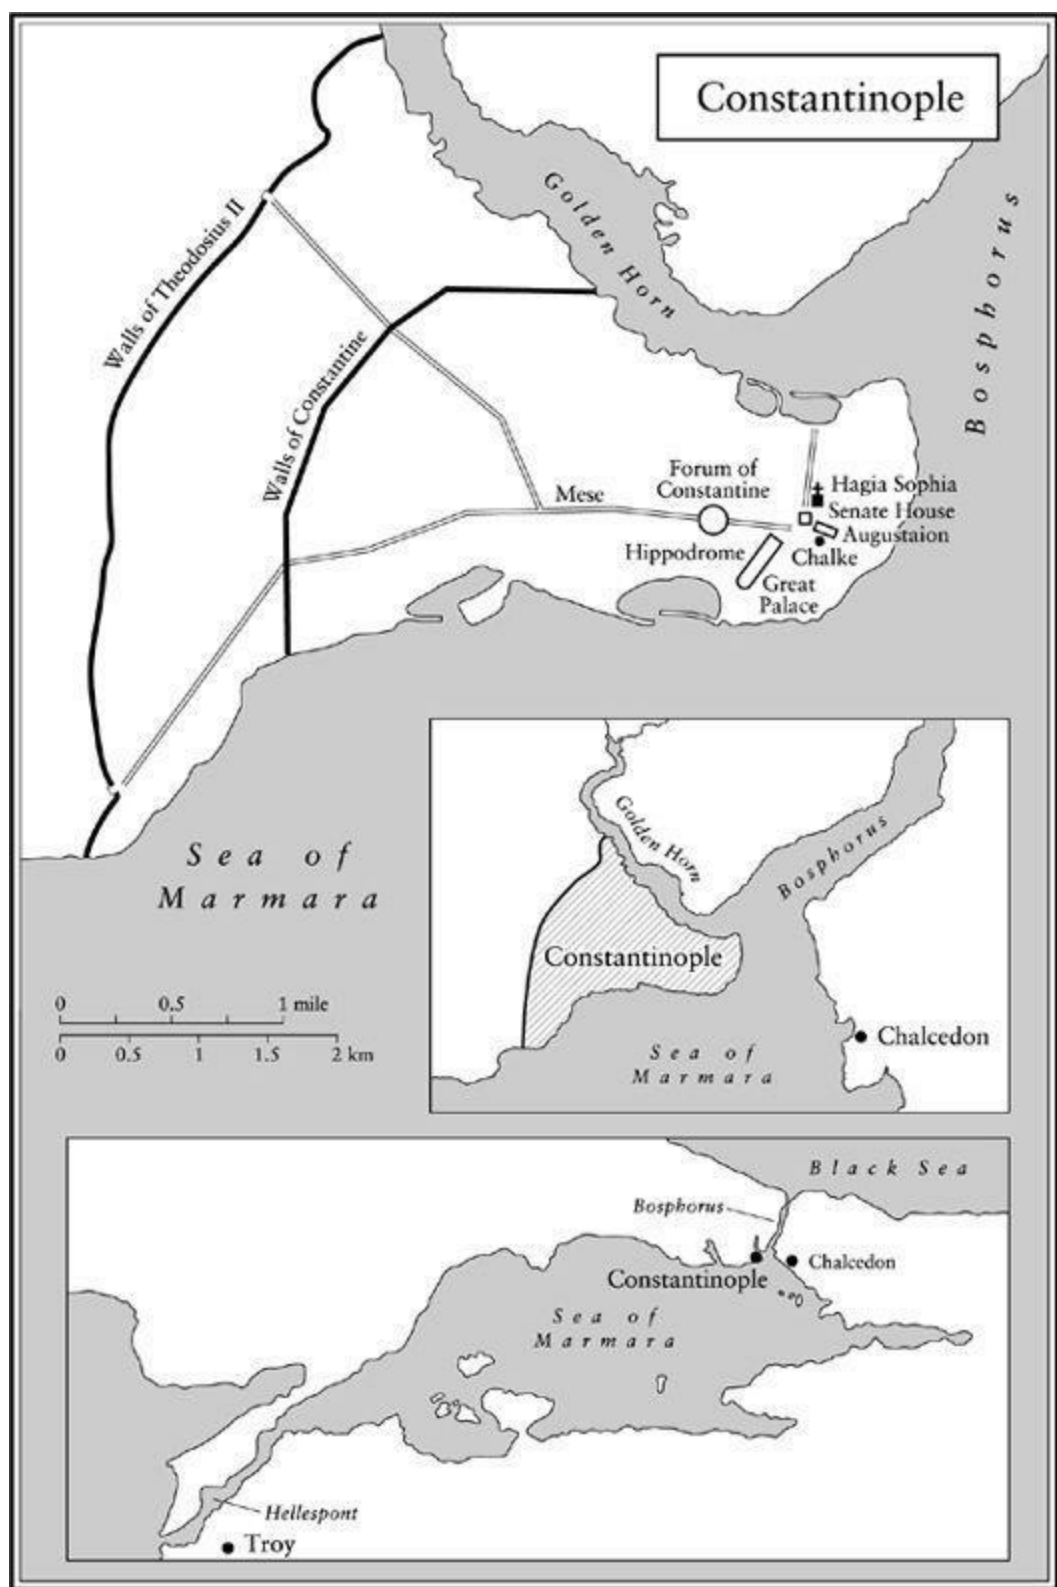 Constantinople
Golden Horn
Bosphorus
Walls of Theodosius II
Walls of Constantine
Mese
Forum of
Constantine
Hagia Sophia
Senate House
Augustaion
Hippodrome
Chalke
Great
Palace
Sea of
Marmara
0 0.5 1 mile
0 0.5 1 1.5 2 km
Golden Horn
Bosphorus
Constantinople
Chalcedon
Sea of
Marmara
Black Sea
Bosphorus
Chalcedon
Constantinople
Sea of
Marmara
Hellespont
Troy